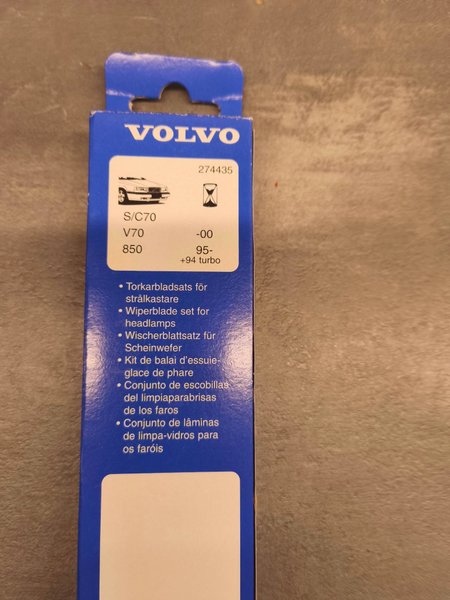 VOLVO
274435
S/C70
V70 -00
850 95-
+94 turbo
• Torkarbladsats för
strålkastare
• Wiperblade set for
headlamps
• Wischerblattsatz für
Scheinwefer
• Kit de balai d'essuie-
glace de phare
• Conjunto de escobillas
del limpiaparabrisas
de los faros
• Conjunto de lâminas
de limpa-vidros para
os faróis